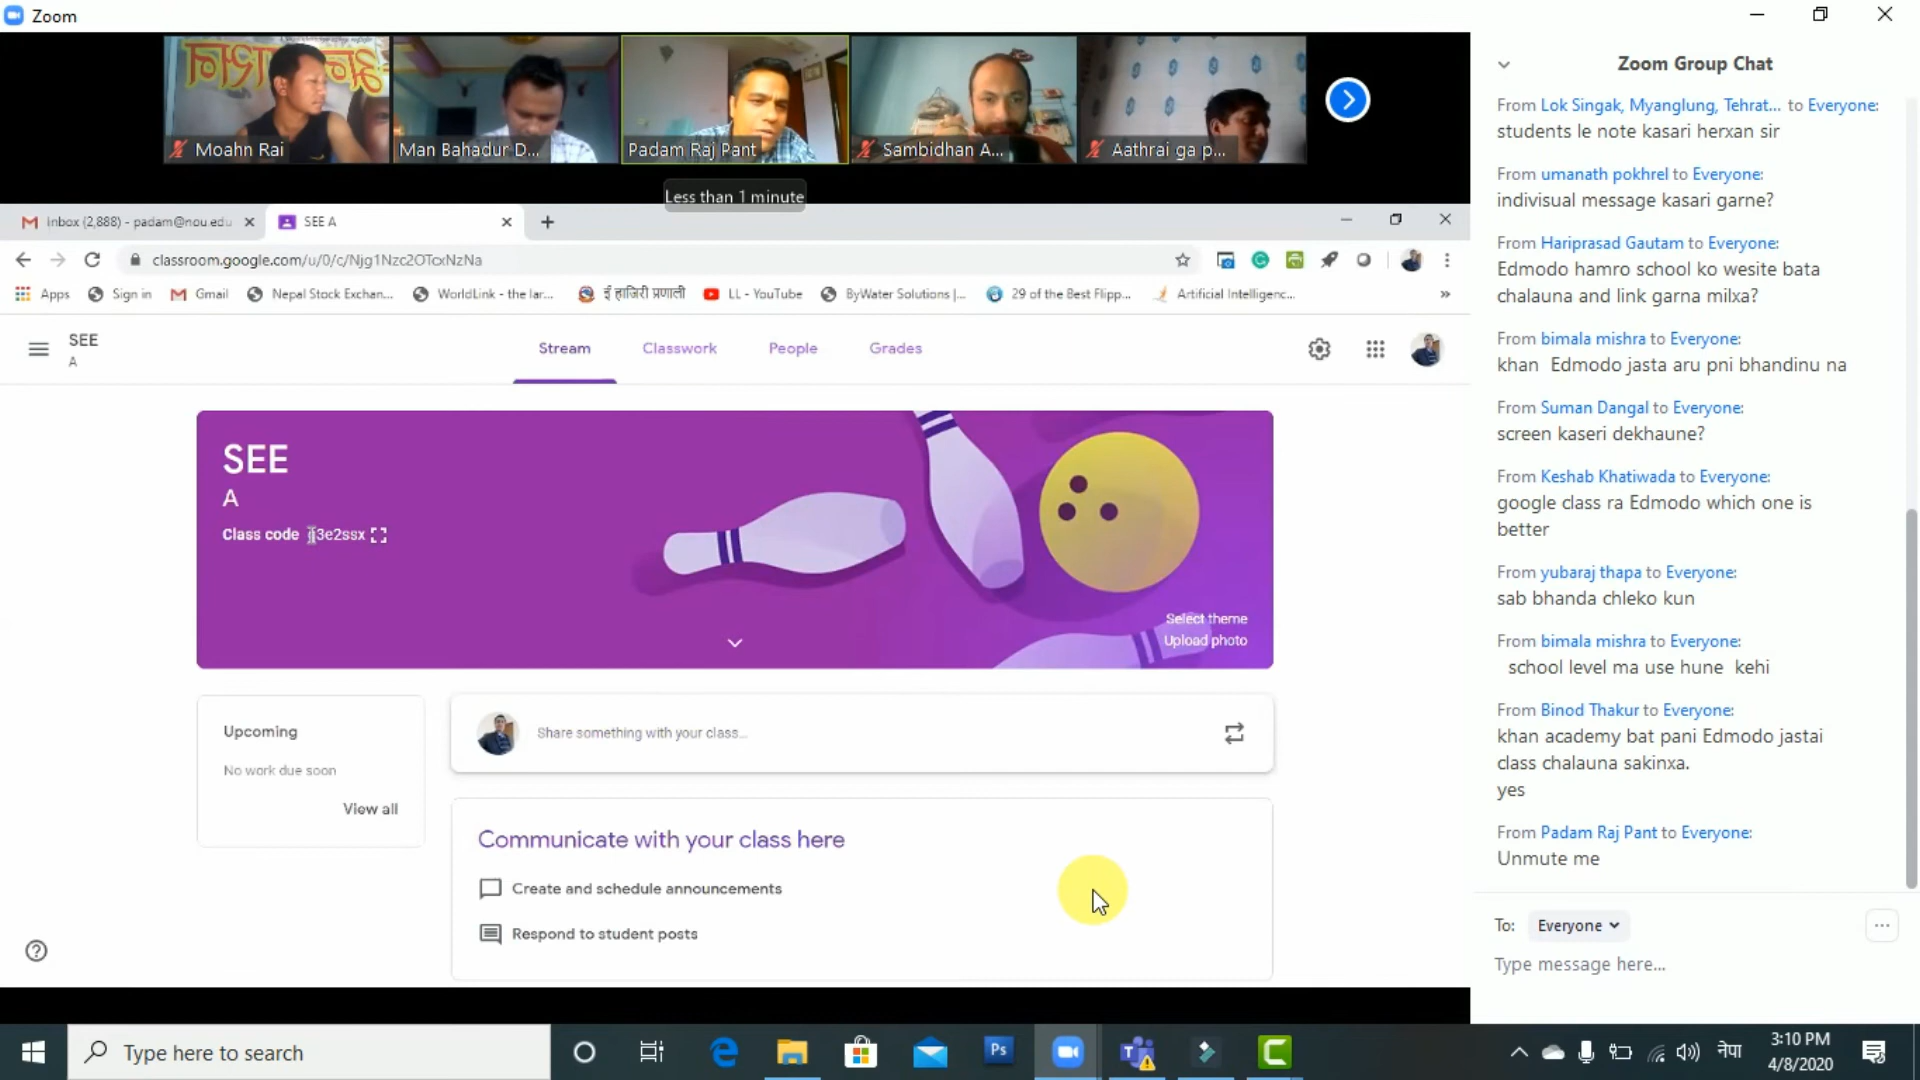 Zoom
Moahn Rai
Man Bahadur D...
Padam Raj Pant
Sambidhan A...
Aathrai ga p...
Less than 1 minute
Inbox (2,888) - padam@nou.edu
SEE A
classroom.google.com/u/0/c/Njg1Nzc2OTcxNzNa
Apps
Sign in
Gmail
Nepal Stock Exchan...
WorldLink - the lar...
ई हाजिरी प्रणाली
LL - YouTube
ByWater Solutions |...
29 of the Best Flipp...
Artificial Intelligenc...
SEE
A
Stream
Classwork
People
Grades
SEE
A
Class code
Select theme
Upload photo
Upcoming
No work due soon
View all
Share something with your class...
Communicate with your class here
Create and schedule announcements
Respond to student posts
Zoom Group Chat
From Lok Singak, Myanglung, Tehrat... to Everyone:
students le note kasari herxan sir
From umanath pokhrel to Everyone:
indivisual message kasari garne?
From Hariprasad Gautam to Everyone:
Edmodo hamro school ko wesite bata
chalauna and link garna milxa?
From bimala mishra to Everyone:
khan Edmodo jasta aru pni bhandinu na
From Suman Dangal to Everyone:
screen kaseri dekhaune?
From Keshab Khatiwada to Everyone:
google class ra Edmodo which one is
better
From yubaraj thapa to Everyone:
sab bhanda chleko kun
From bimala mishra to Everyone:
school level ma use hune kehi
From Binod Thakur to Everyone:
khan academy bat pani Edmodo jastai
class chalauna sakinxa.
yes
From Padam Raj Pant to Everyone:
Unmute me
To: Everyone
Type message here...
Type here to search
Ps
नेपा
3:10 PM
4/8/2020